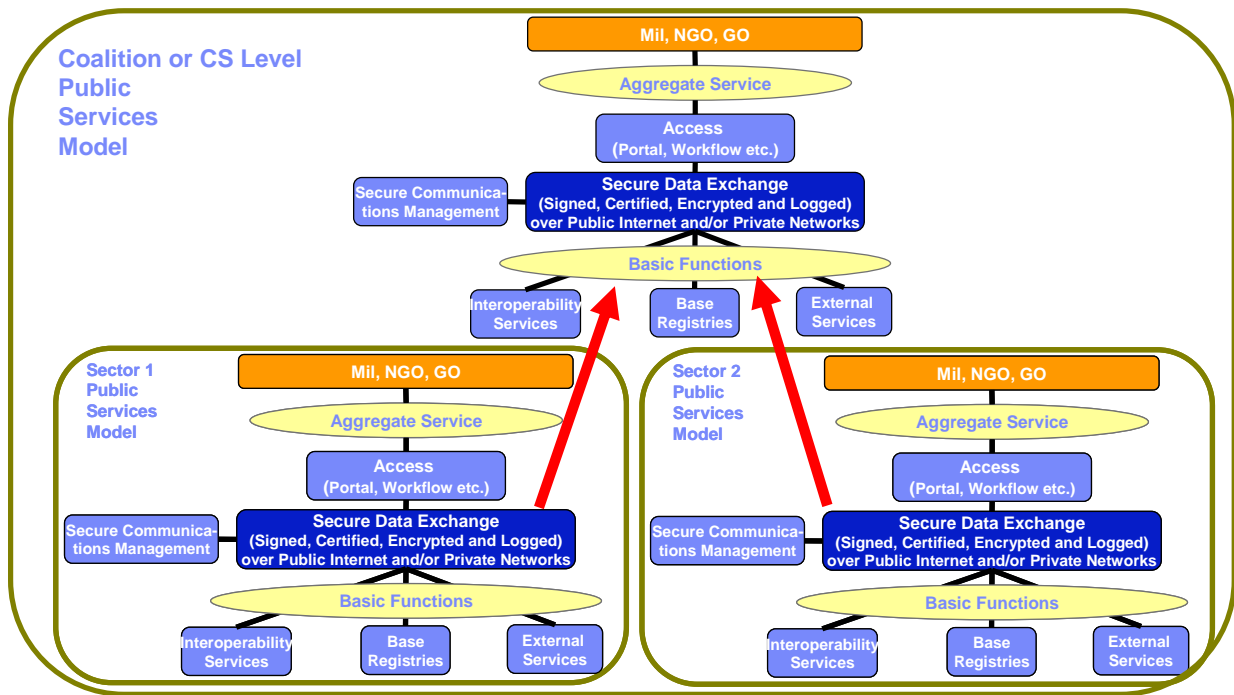 Coalition or CS Level
Public
Services
Model
Mil, NGO, GO
Aggregate Service
Access
(Portal, Workflow etc.)
Secure Communica-
tions Management
Secure Data Exchange
(Signed, Certified, Encrypted and Logged)
over Public Internet and/or Private Networks
Basic Functions
Interoperability
Services
Base
Registries
External
Services
Sector 1
Public
Services
Model
Mil, NGO, GO
Aggregate Service
Access
(Portal, Workflow etc.)
Secure Communica-
tions Management
Secure Data Exchange
(Signed, Certified, Encrypted and Logged)
over Public Internet and/or Private Networks
Basic Functions
Interoperability
Services
Base
Registries
External
Services
Sector 2
Public
Services
Model
Mil, NGO, GO
Aggregate Service
Access
(Portal, Workflow etc.)
Secure Communica-
tions Management
Secure Data Exchange
(Signed, Certified, Encrypted and Logged)
over Public Internet and/or Private Networks
Basic Functions
Interoperability
Services
Base
Registries
External
Services